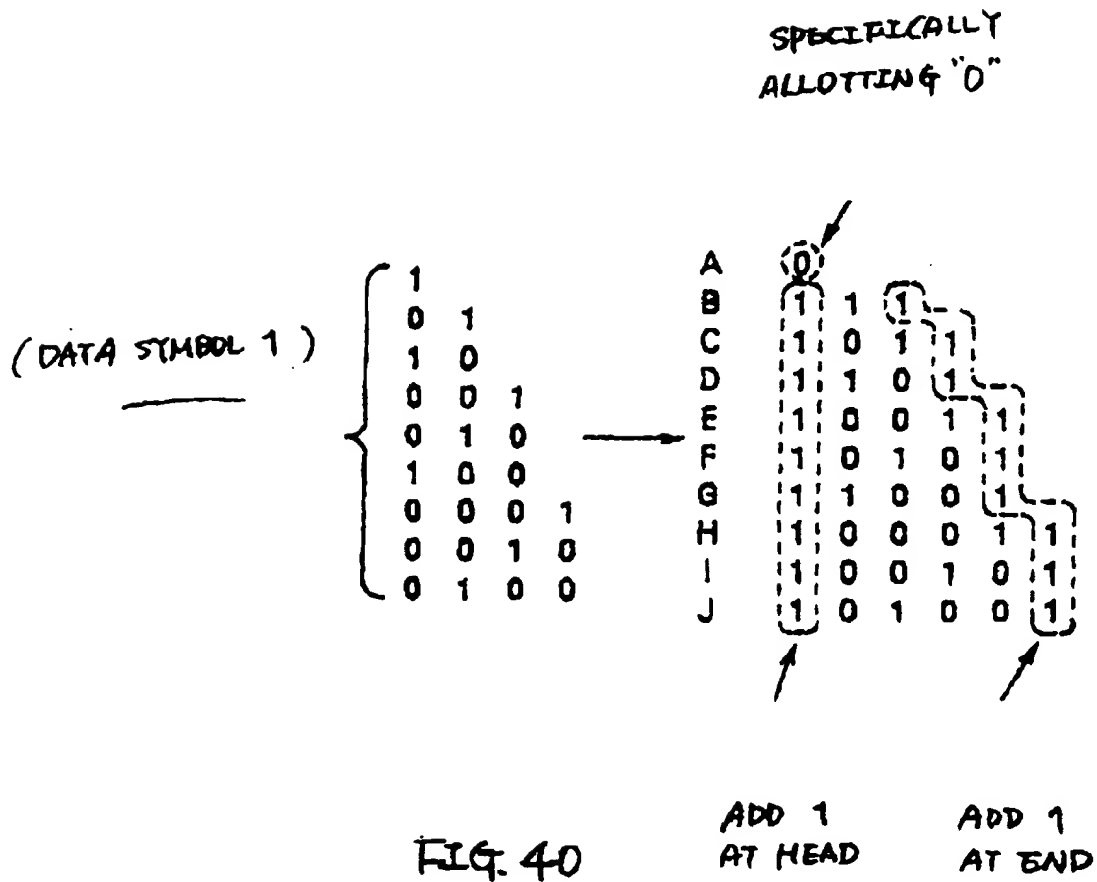 SPECIFICALLY
ALLOTTING "0"
(DATA SYMBOL 1)
1
0 1
1 0
0 0 1
0 1 0
1 0 0
0 0 0 1
0 0 1 0
0 1 0 0
A 0
B 1 1 1
C 1 0 1 1
D 1 1 0 1
E 1 0 0 1 1
F 1 0 1 0 1
G 1 1 0 0 1
H 1 0 0 0 1 1
I 1 0 0 1 0 1
J 1 0 1 0 0 1
ADD 1
AT HEAD
ADD 1
AT END
FIG. 40